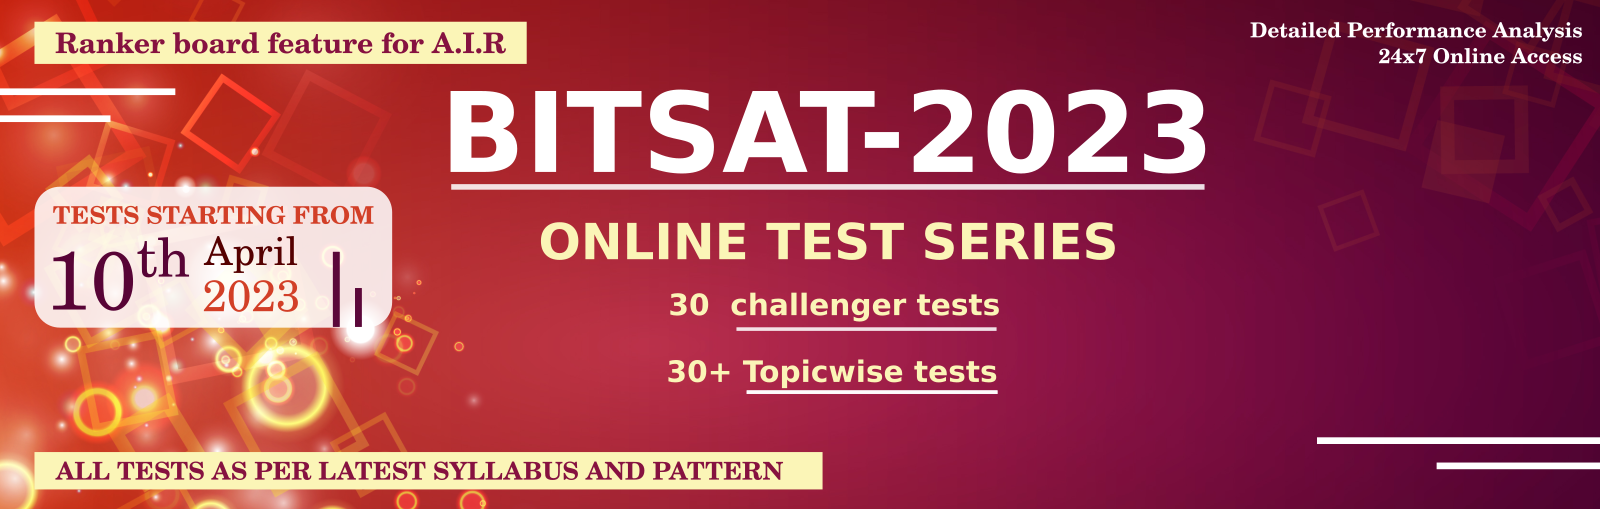 Ranker board feature for A.I.R
Detailed Performance Analysis
24x7 Online Access
BITSAT-2023
ONLINE TEST SERIES
TESTS STARTING FROM
10th April
2023
30 challenger tests
30+ Topicwise tests
ALL TESTS AS PER LATEST SYLLABUS AND PATTERN